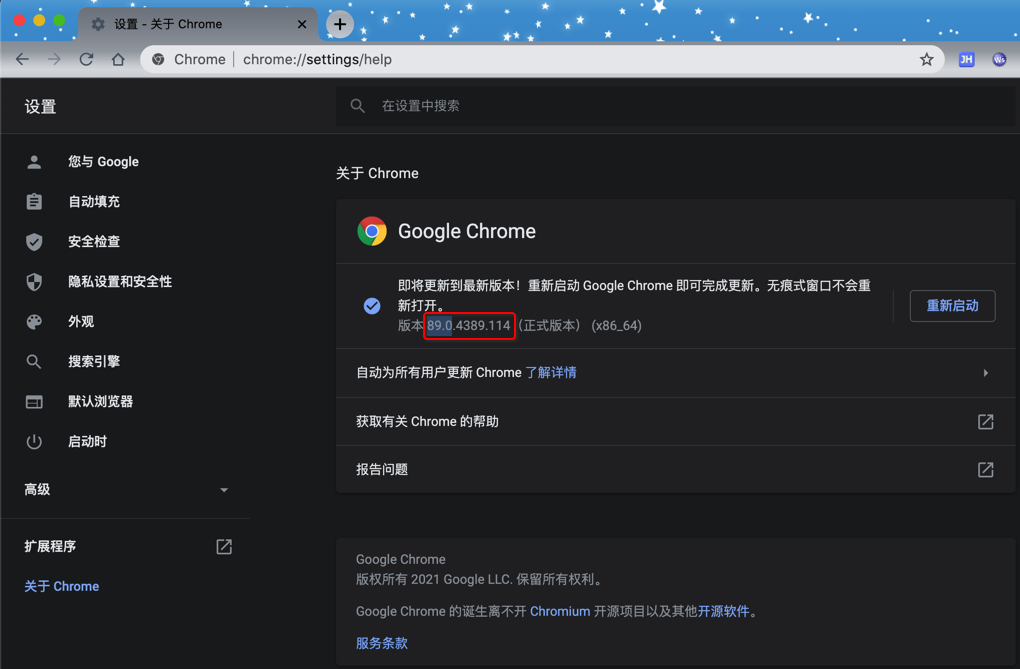 设置 - 关于 Chrome
Chrome | chrome://settings/help
JH
Ws
设置
在设置中搜索
您与 Google
自动填充
安全检查
隐私设置和安全性
外观
搜索引擎
默认浏览器
启动时
高级
扩展程序
关于 Chrome
关于 Chrome
Google Chrome
即将更新到最新版本！重新启动 Google Chrome 即可完成更新。无痕式窗口不会重
新打开。
版本 89.0.4389.114（正式版本） (x86_64)
重新启动
自动为所有用户更新 Chrome 了解详情
获取有关 Chrome 的帮助
报告问题
Google Chrome
版权所有 2021 Google LLC. 保留所有权利。
Google Chrome 的诞生离不开 Chromium 开源项目以及其他开源软件。
服务条款